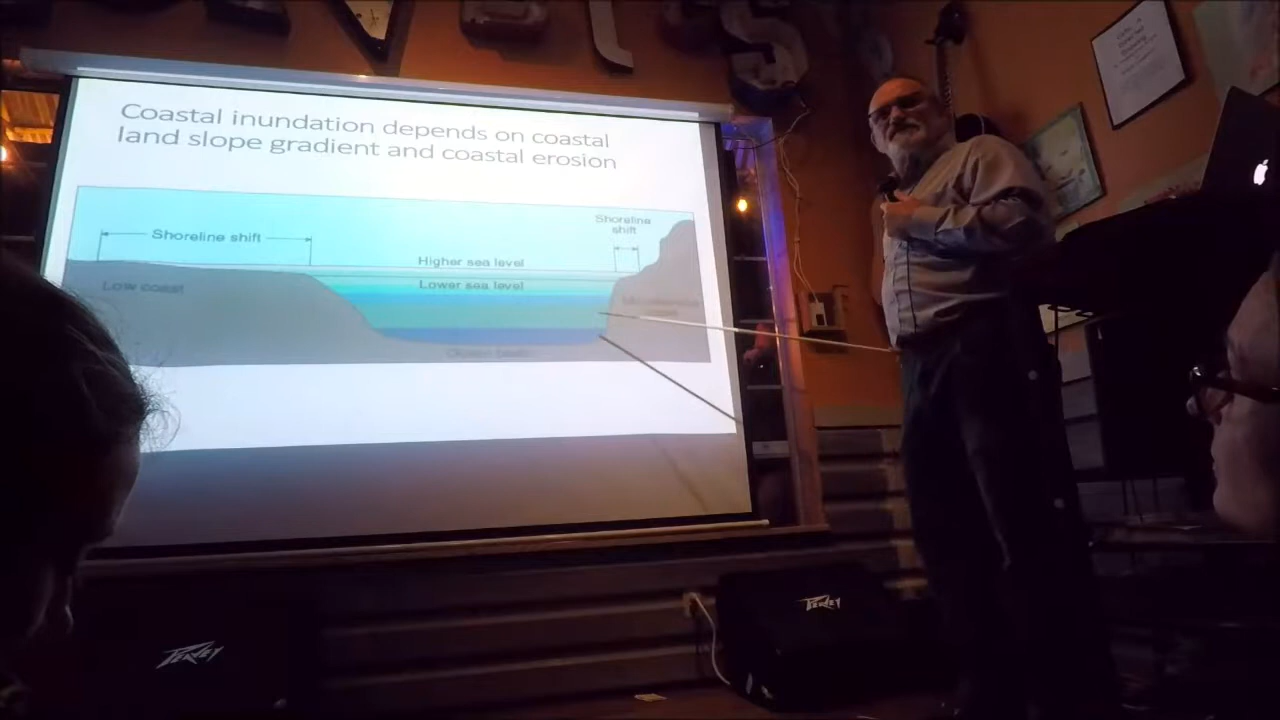 Coastal inundation depends on coastal
land slope gradient and coastal erosion
Shoreline
shift
Shoreline shift
Higher sea level
Lower sea level
Low coast
PEAVEY
PEAVEY